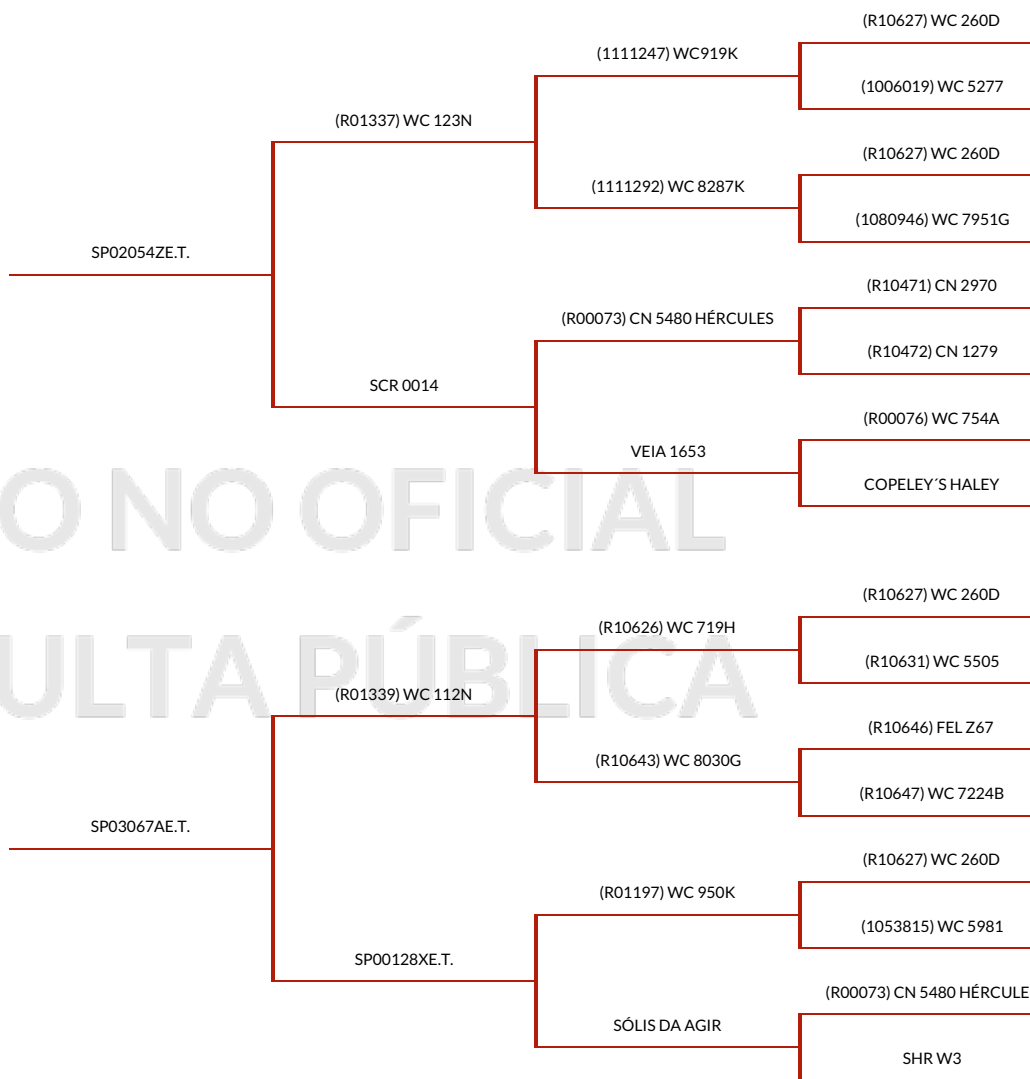 (R10627) WC 260D
(1111247) WC919K
(1006019) WC 5277
(R01337) WC 123N
(R10627) WC 260D
(1111292) WC 8287K
(1080946) WC 7951G
SP02054ZE.T.
(R10471) CN 2970
(R00073) CN 5480 HÉRCULES
(R10472) CN 1279
SCR 0014
(R00076) WC 754A
VEIA 1653
COPELEY´S HALEY
O NO OFICIAL
(R10627) WC 260D
(R10626) WC 719H
(R10631) WC 5505
ULTA PÚBLICA
(R01339) WC 112N
(R10646) FEL Z67
(R10643) WC 8030G
(R10647) WC 7224B
SP03067AE.T.
(R10627) WC 260D
(R01197) WC 950K
(1053815) WC 5981
SP00128XE.T.
(R00073) CN 5480 HÉRCULE
SÓLIS DA AGIR
SHR W3